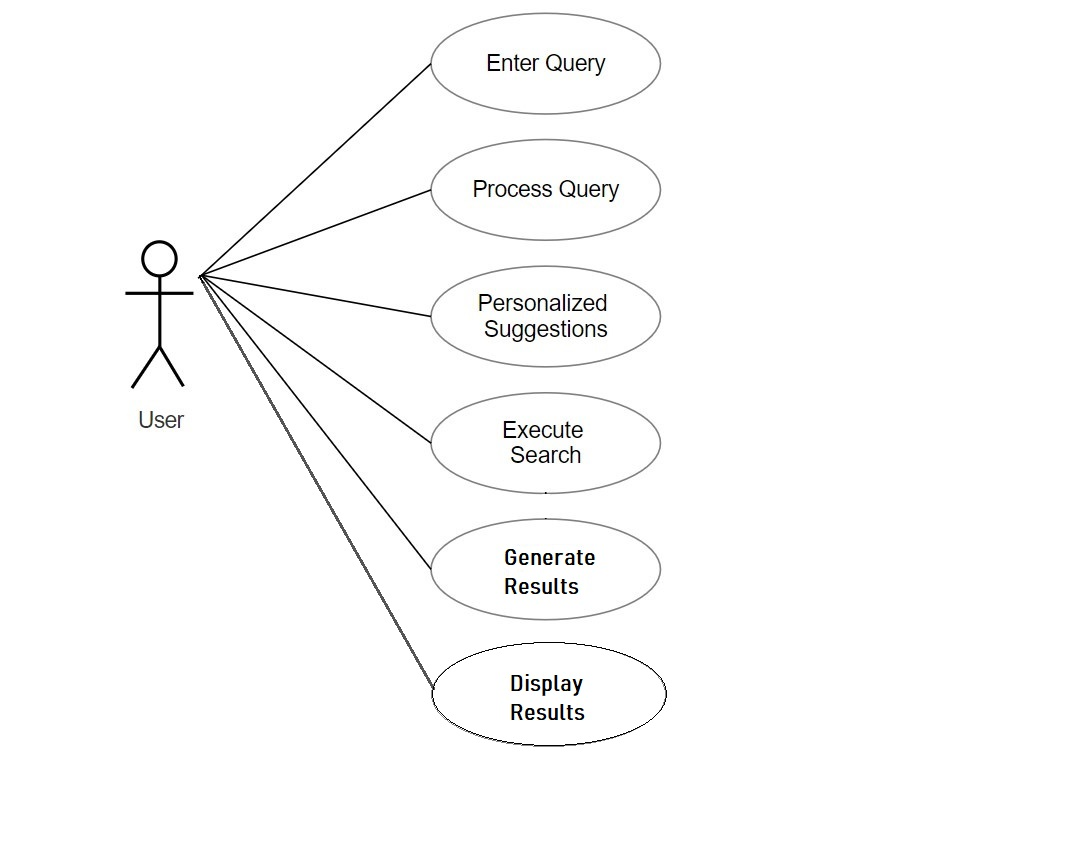 Enter Query
Process Query
Personalized
Suggestions
Execute
Search
Generate
Results
Display
Results
User